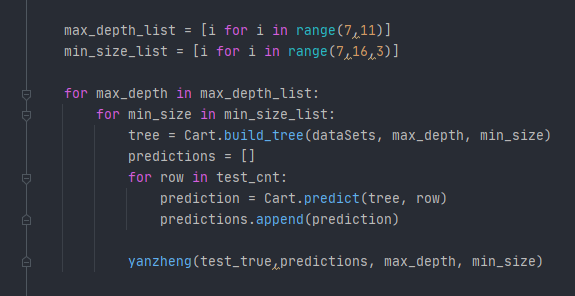 max_depth_list = [i for i in range(7,11)]
min_size_list = [i for i in range(7,16,3)]
for max_depth in max_depth_list:
for min_size in min_size_list:
tree = Cart.build_tree(dataSets, max_depth, min_size)
predictions = []
for row in test_cnt:
prediction = Cart.predict(tree, row)
predictions.append(prediction)
yanzheng(test_true,predictions, max_depth, min_size)